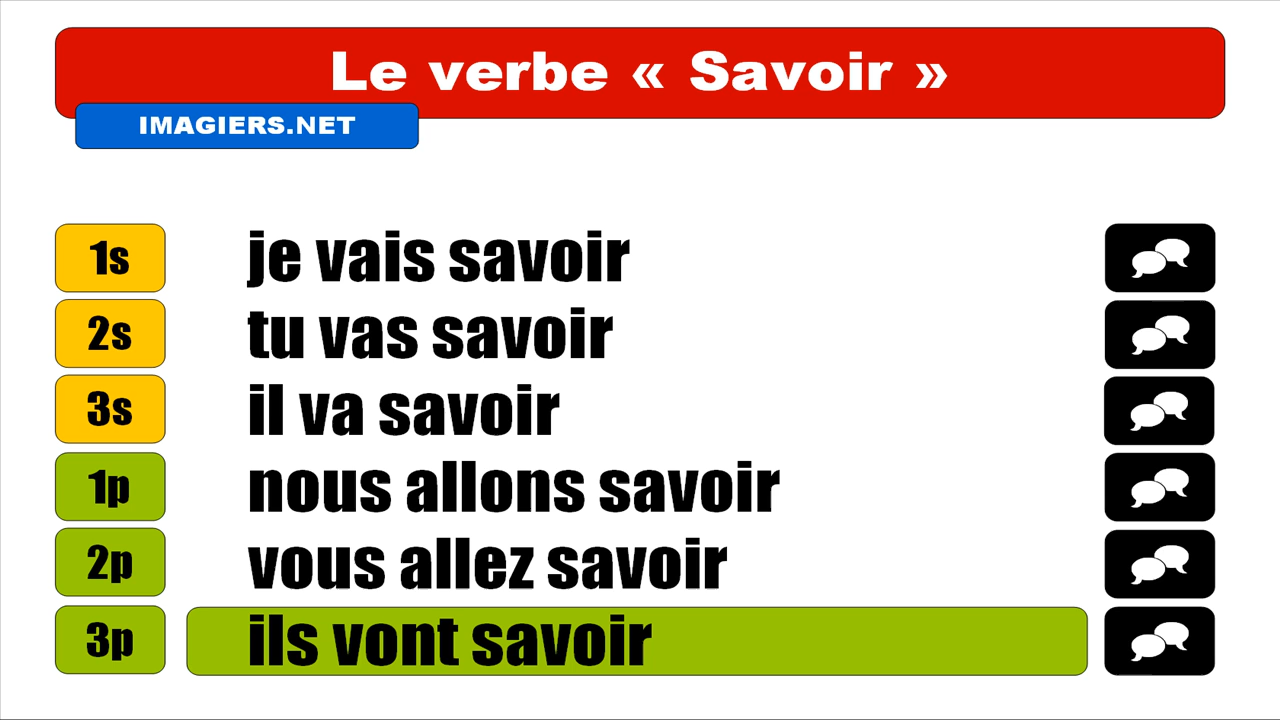 Le verbe « Savoir »
IMAGIERS.NET
1s je vais savoir
2s tu vas savoir
3s il va savoir
1p nous allons savoir
2p vous allez savoir
3p ils vont savoir